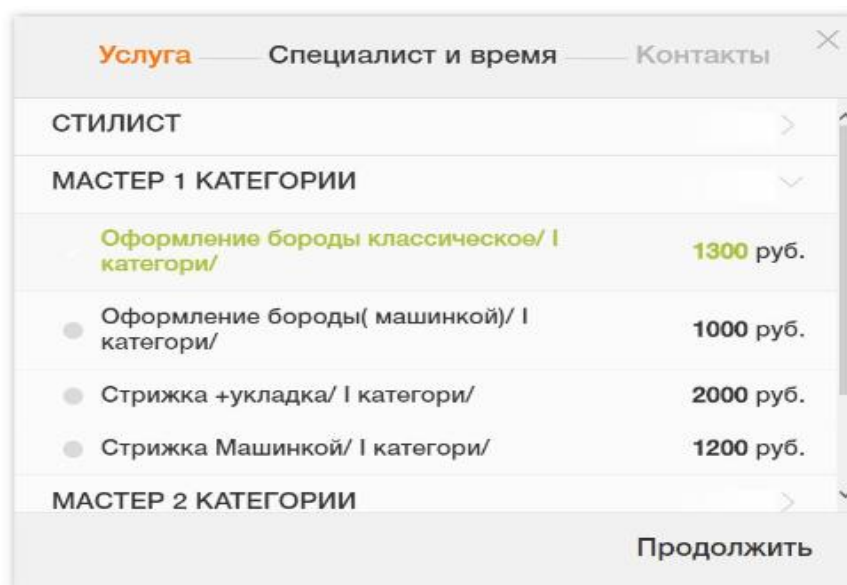 Услуга Специалист и время Контакты
СТИЛИСТ
МАСТЕР 1 КАТЕГОРИИ
Оформление бороды классическое/ I
категори/
1300 руб.
Оформление бороды( машинкой)/ I
категори/
1000 руб.
Стрижка +укладка/ I категори/ 2000 руб.
Стрижка Машинкой/ I категори/ 1200 руб.
МАСТЕР 2 КАТЕГОРИИ
Продолжить